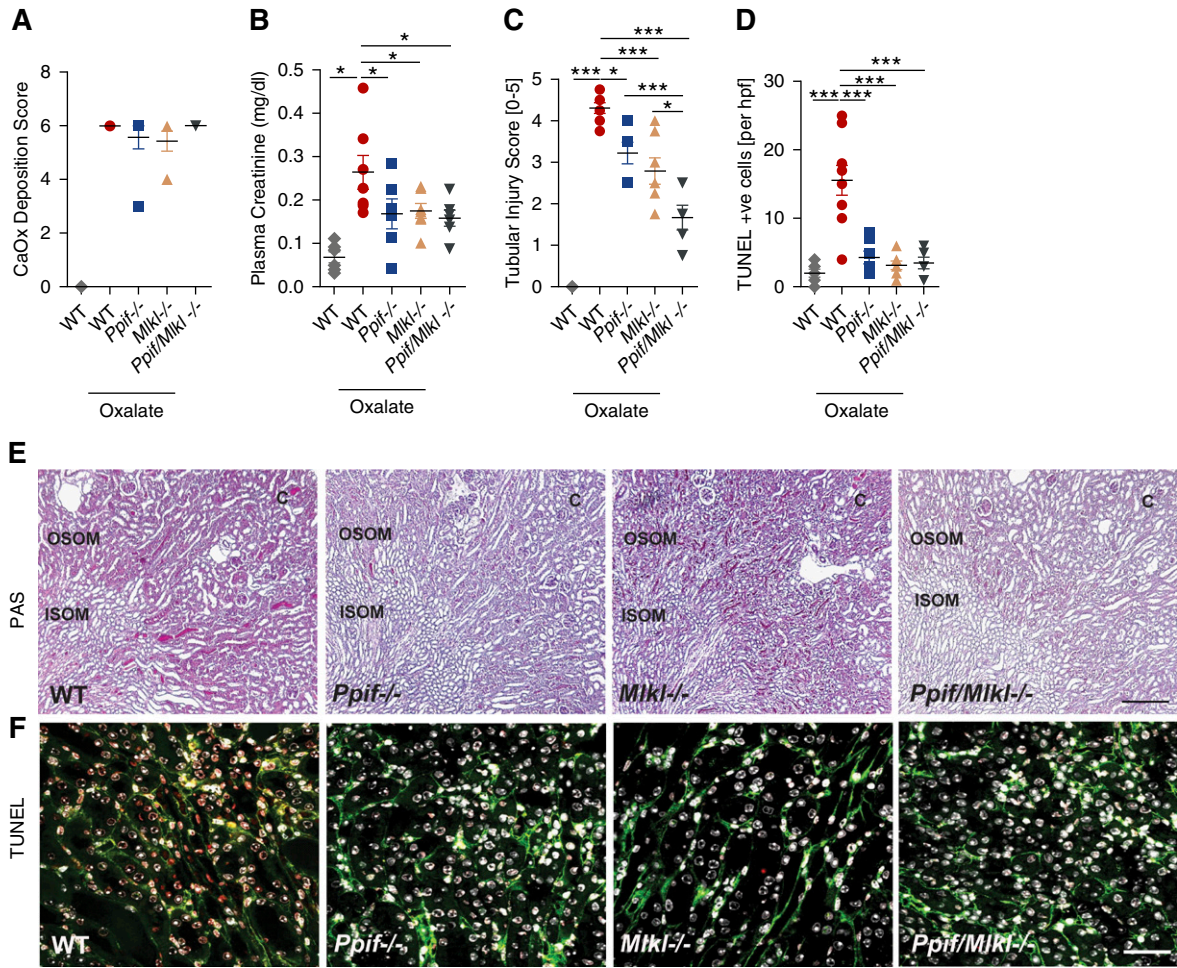 A
CaOx Deposition Score
8
6
4
2
0
WT
WT
Ppif-/-
Mlkl-/-
Ppif/Mlkl -/-
Oxalate
B
Plasma Creatinine (mg/dl)
0.5
0.4
0.3
0.2
0.1
0.0
*
*
*
* *
WT
WT
Ppif-/-
Mlkl-/-
Ppif/Mlkl -/-
Oxalate
C
Tubular Injury Score [0-5]
5
4
3
2
1
0
***
***
*** *
***
*
WT
WT
Ppif-/-
Mlkl-/-
Ppif/Mlkl -/-
Oxalate
D
TUNEL +ve cells [per hpf]
30
20
10
0
***
***
*** ***
WT
WT
Ppif-/-
Mlkl-/-
Ppif/Mlkl -/-
Oxalate
E
PAS
C
OSOM
ISOM
WT
C
OSOM
ISOM
Ppif-/-
C
OSOM
ISOM
Mlkl-/-
C
OSOM
ISOM
Ppif/Mlkl-/-
F
TUNEL
WT
Ppif-/-
Mlkl-/-
Ppif/Mlkl-/-